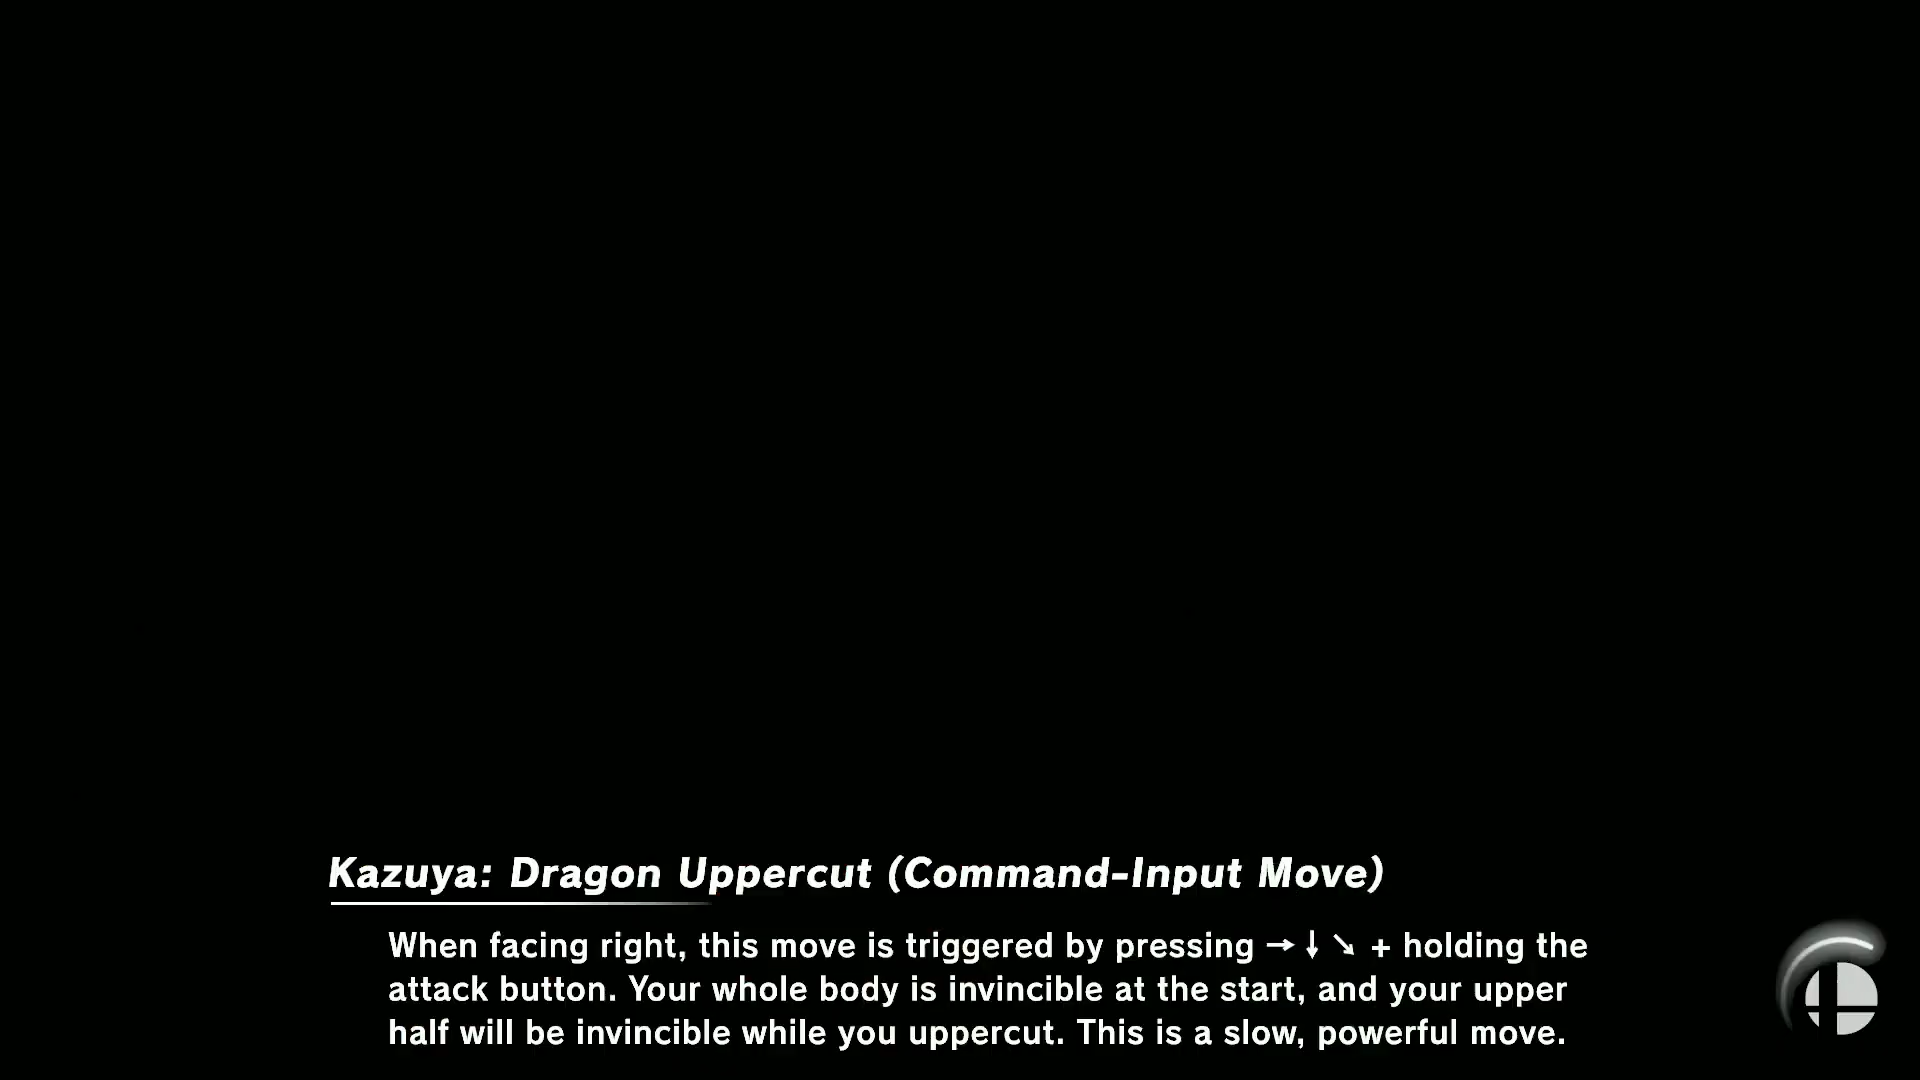 Kazuya: Dragon Uppercut (Command-Input Move)
When facing right, this move is triggered by pressing →↓↘ + holding the
attack button. Your whole body is invincible at the start, and your upper
half will be invincible while you uppercut. This is a slow, powerful move.